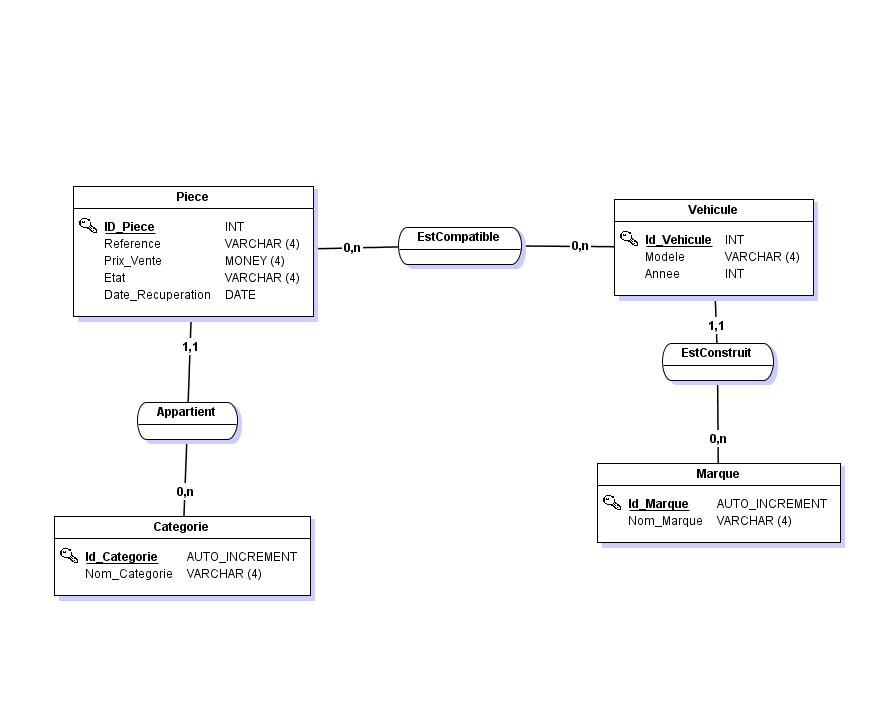 Piece
ID_Piece INT
Reference VARCHAR (4)
Prix_Vente MONEY (4)
Etat VARCHAR (4)
Date_Recuperation DATE
0,n
EstCompatible
0,n
Vehicule
Id_Vehicule INT
Modele VARCHAR (4)
Annee INT
1,1
Appartient
0,n
Categorie
Id_Categorie AUTO_INCREMENT
Nom_Categorie VARCHAR (4)
1,1
EstConstruit
0,n
Marque
Id_Marque AUTO_INCREMENT
Nom_Marque VARCHAR (4)